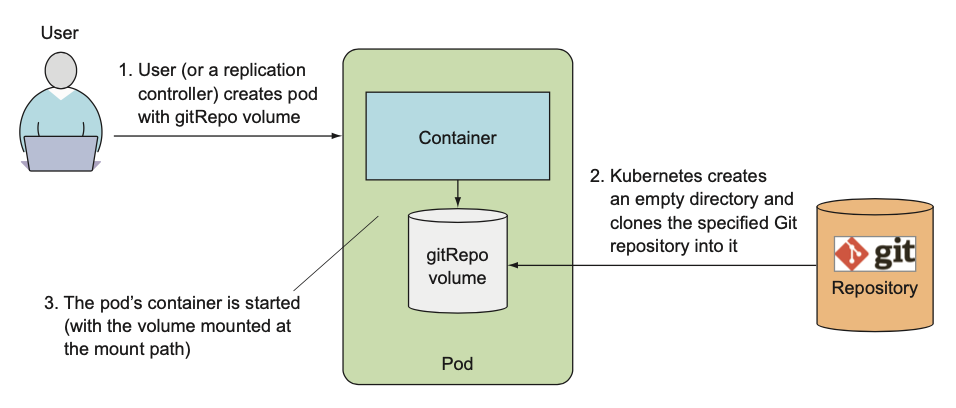 User
1. User (or a replication
controller) creates pod
with gitRepo volume
Container
2. Kubernetes creates
an empty directory and
clones the specified Git
repository into it
gitRepo
volume
git
Repository
3. The pod’s container is started
(with the volume mounted at
the mount path)
Pod